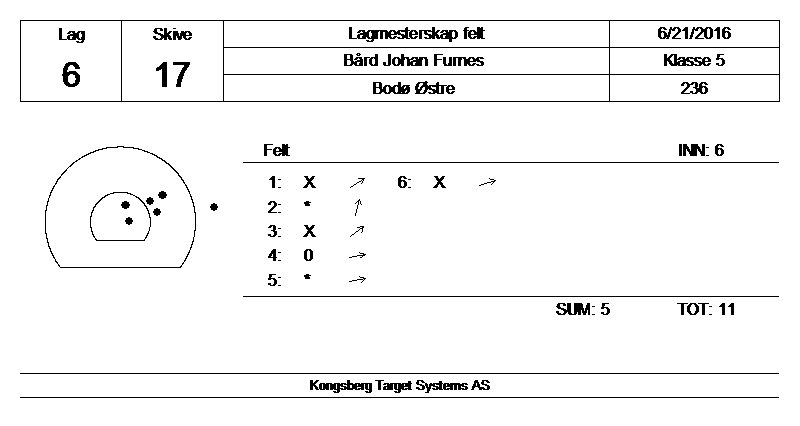 Lag
Skive
Lagmesterskap felt
6/21/2016
6
17
Bård Johan Furnes
Klasse 5
Bodø Østre
236
Felt
INN: 6
1: X 6: X
2: *
3: X
4: 0
5: *
SUM: 5
TOT: 11
Kongsberg Target Systems AS